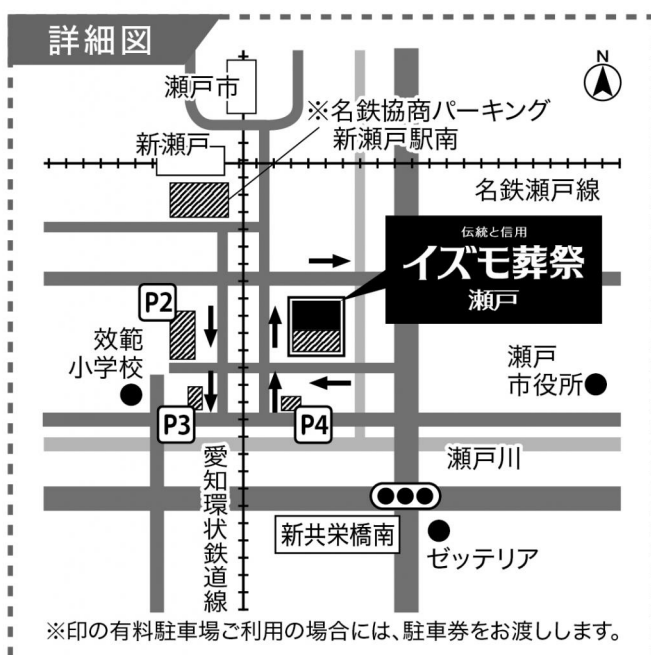 詳細図
N
瀬戸市
※名鉄協商パーキング
新瀬戸駅南
新瀬戸
名鉄瀬戸線
伝統と信用
イズモ葬祭
瀬戸
P2
効範
小学校
瀬戸
市役所
P3
P4
愛知環状鉄道線
瀬戸川
新共栄橋南
ゼッテリア
※印の有料駐車場ご利用の場合には、駐車券をお渡しします。